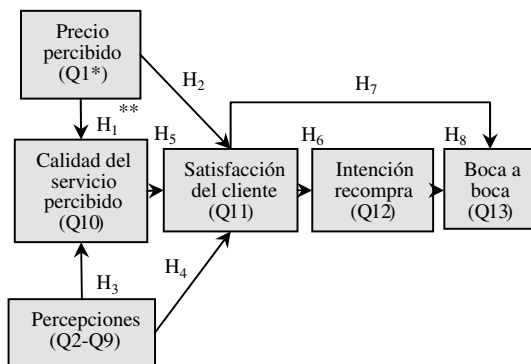 Precio
percibido
(Q1*)
**
H1
H2
H7
H5
H6
H8
Calidad del
servicio
percibido
(Q10)
Satisfacción
del cliente
(Q11)
Intención
recompra
(Q12)
Boca a
boca
(Q13)
H3
H4
Percepciones
(Q2-Q9)